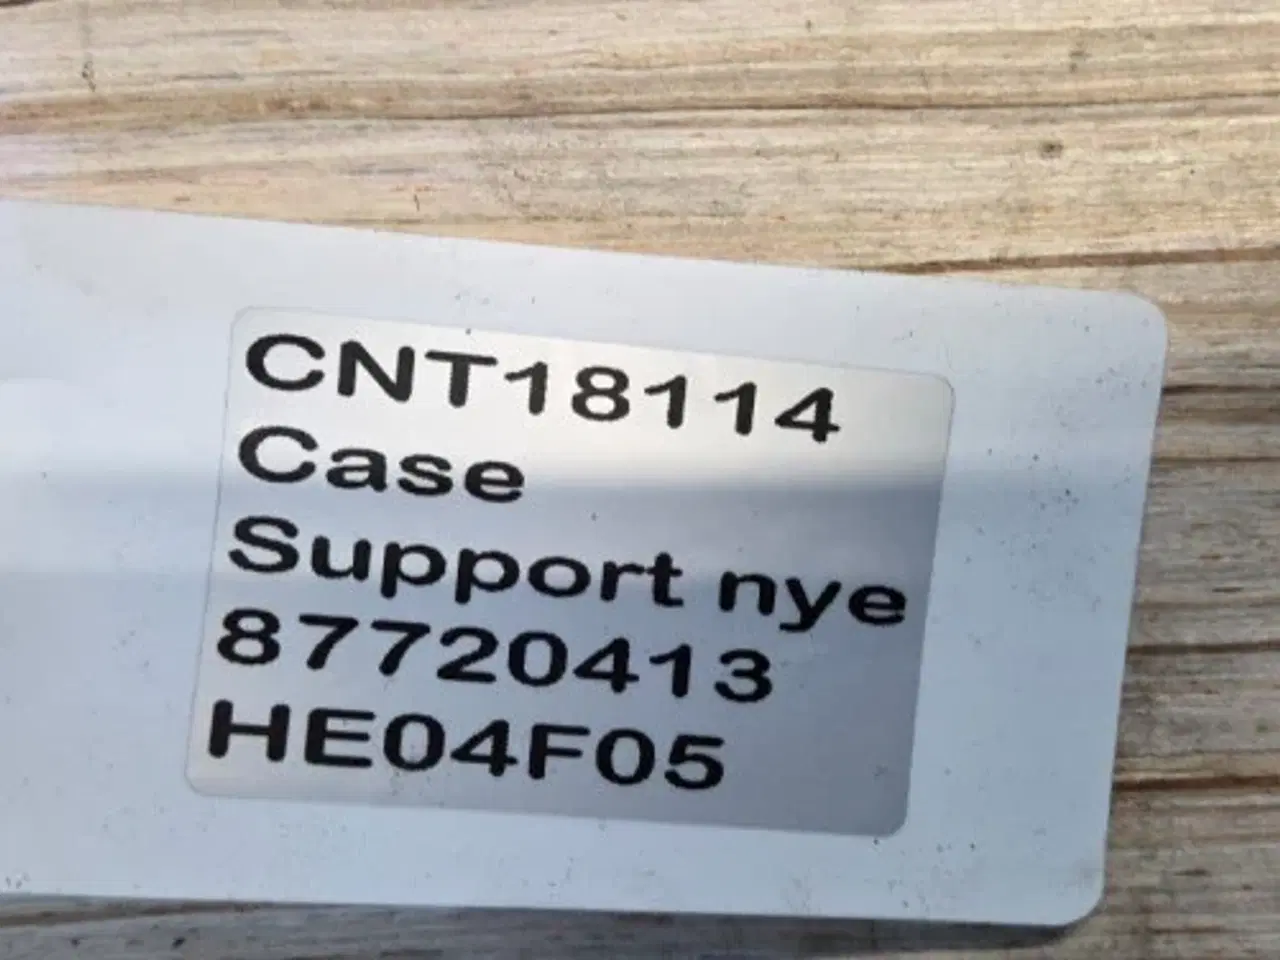 CNT18114
Case
Support nye
87720413
HE04F05